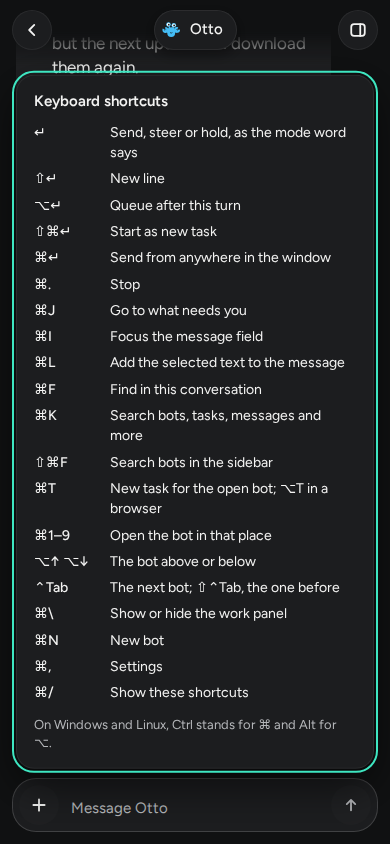 Otto
but the next up download
them again.
Keyboard shortcuts
↵ Send, steer or hold, as the mode word
says
⇧↵ New line
⌥↵ Queue after this turn
⇧⌘↵ Start as new task
⌘↵ Send from anywhere in the window
⌘. Stop
⌘J Go to what needs you
⌘I Focus the message field
⌘L Add the selected text to the message
⌘F Find in this conversation
⌘K Search bots, tasks, messages and
more
⇧⌘F Search bots in the sidebar
⌘T New task for the open bot; ⌥T in a
browser
⌘1–9 Open the bot in that place
⌥↑ ⌥↓ The bot above or below
⌃Tab The next bot; ⇧⌃Tab, the one before
⌘\ Show or hide the work panel
⌘N New bot
⌘, Settings
⌘/ Show these shortcuts
On Windows and Linux, Ctrl stands for ⌘ and Alt for
⌥.
Message Otto